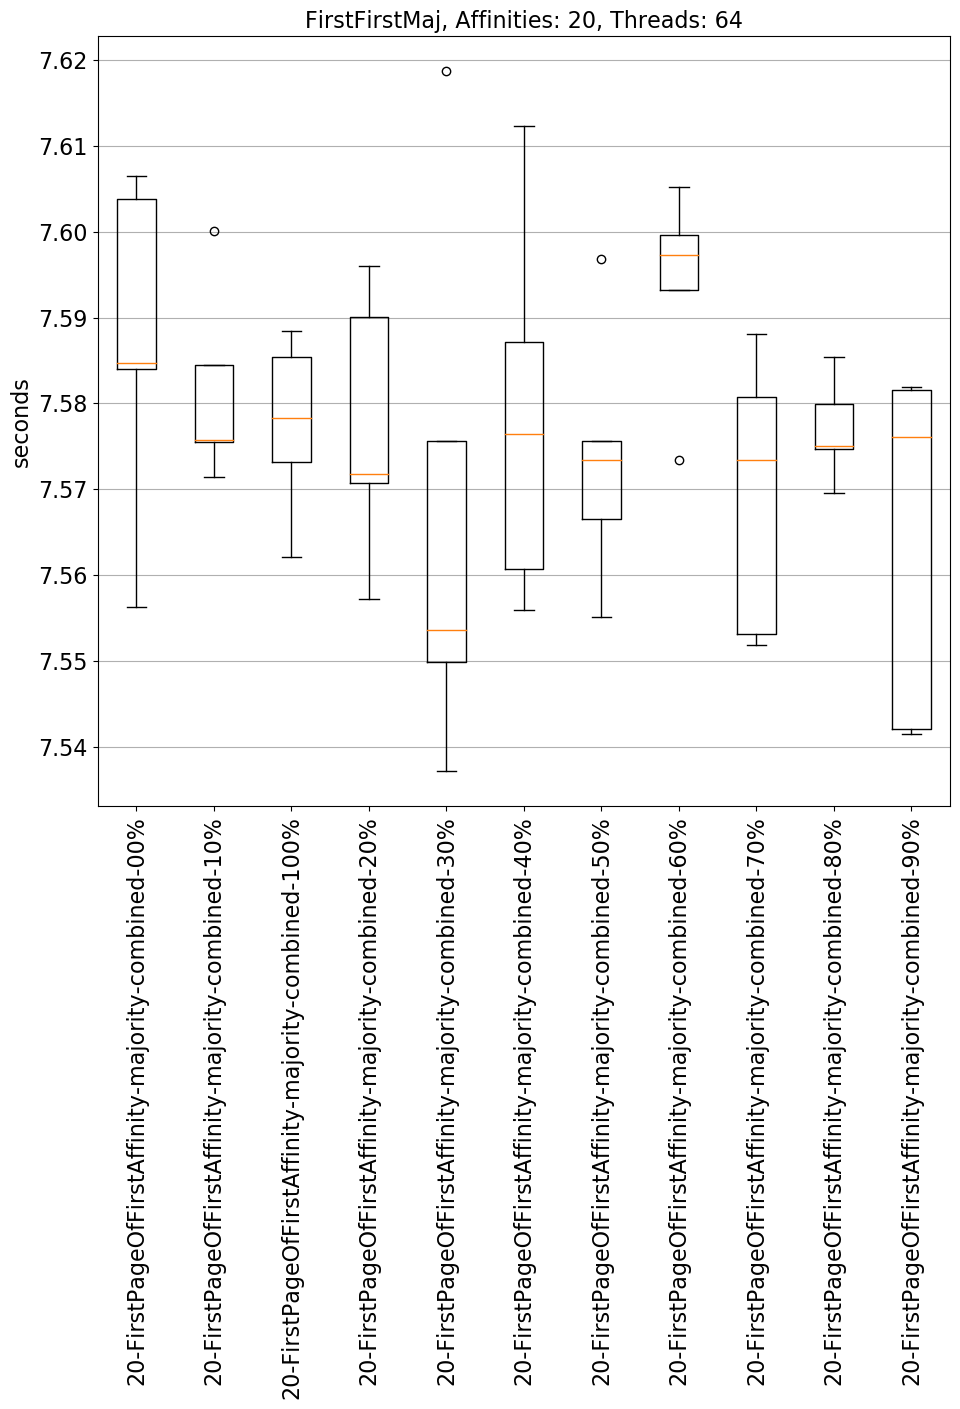 FirstFirstMaj, Affinities: 20, Threads: 64
7.62
7.61
7.60
7.59
7.58
7.57
7.56
7.55
7.54
seconds
20-FirstPageOfFirstAffinity-majority-combined-00%
20-FirstPageOfFirstAffinity-majority-combined-10%
20-FirstPageOfFirstAffinity-majority-combined-100%
20-FirstPageOfFirstAffinity-majority-combined-20%
20-FirstPageOfFirstAffinity-majority-combined-30%
20-FirstPageOfFirstAffinity-majority-combined-40%
20-FirstPageOfFirstAffinity-majority-combined-50%
20-FirstPageOfFirstAffinity-majority-combined-60%
20-FirstPageOfFirstAffinity-majority-combined-70%
20-FirstPageOfFirstAffinity-majority-combined-80%
20-FirstPageOfFirstAffinity-majority-combined-90%